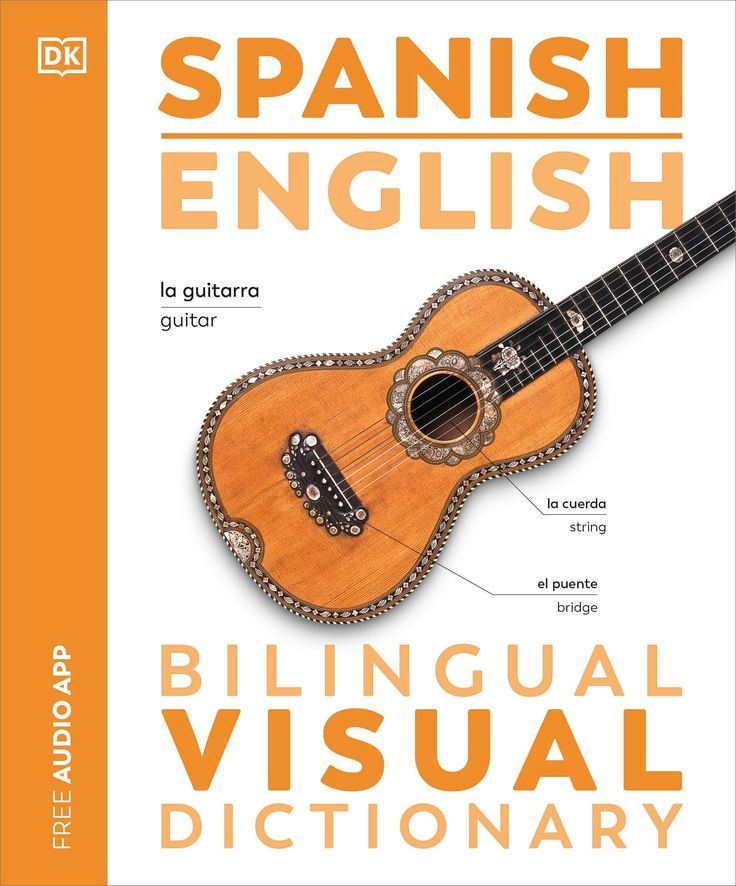 DK
SPANISH
ENGLISH
la guitarra
guitar
la cuerda
string
el puente
bridge
BILINGUAL
VISUAL
DICTIONARY
FREE AUDIO APP